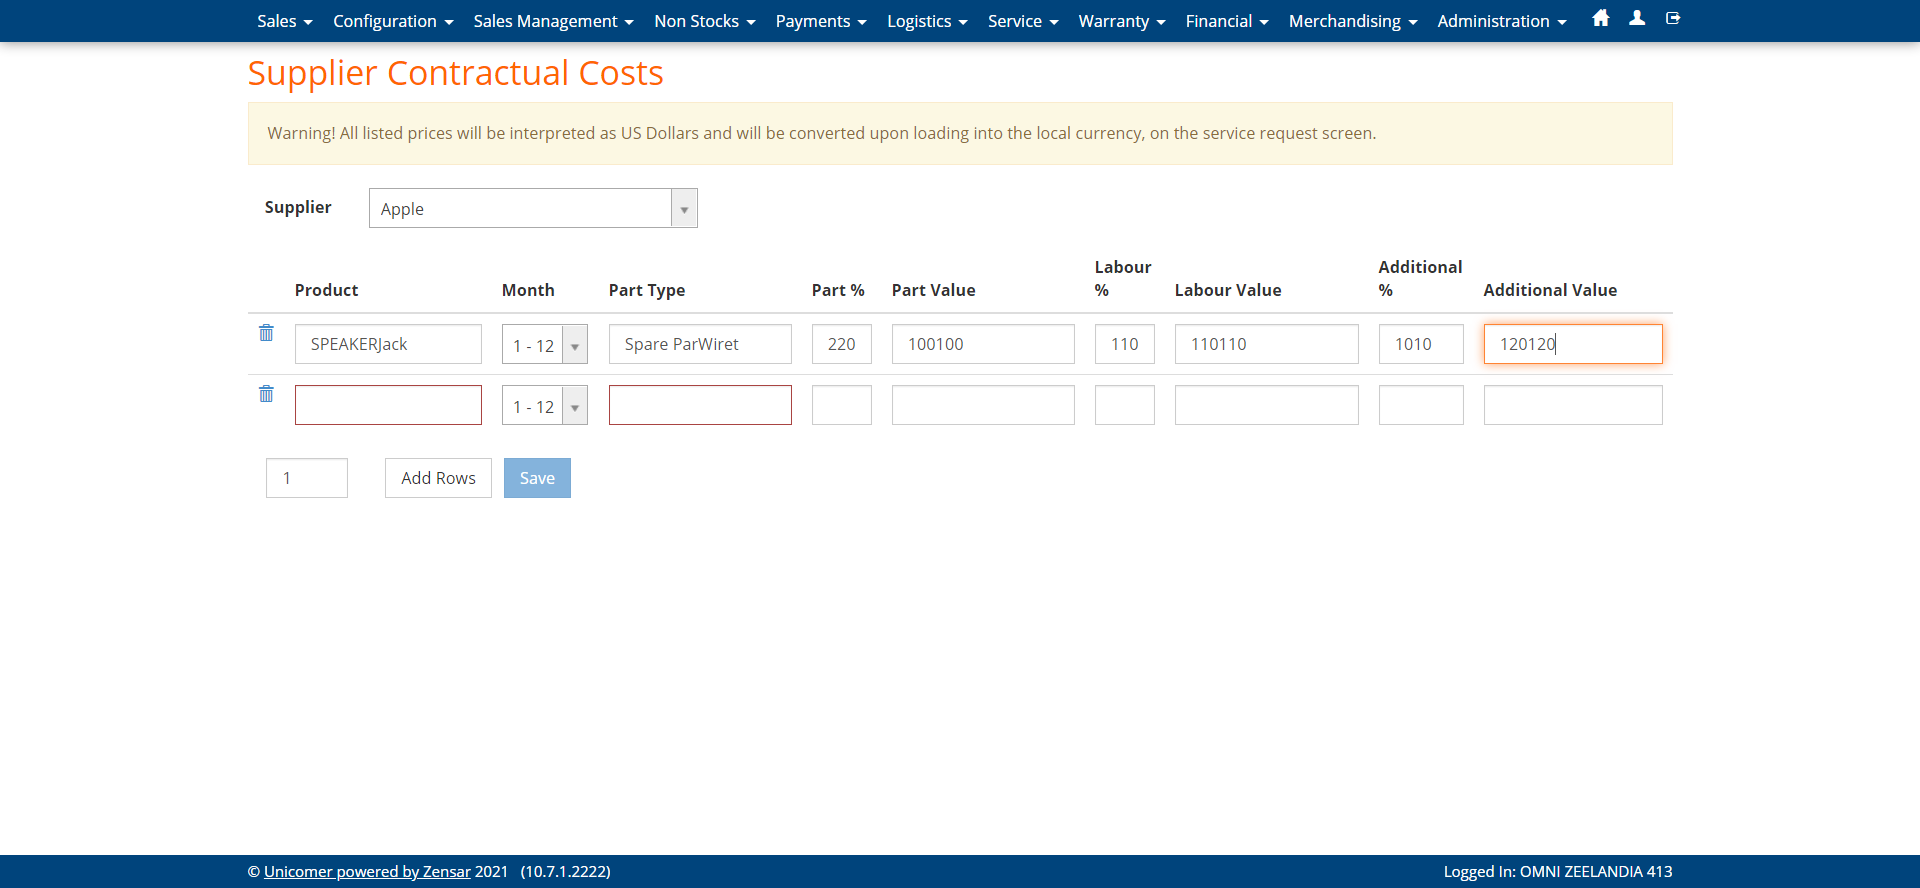 Sales Configuration Sales Management Non Stocks Payments Logistics Service Warranty Financial Merchandising Administration
Supplier Contractual Costs
Warning! All listed prices will be interpreted as US Dollars and will be converted upon loading into the local currency, on the service request screen.
Supplier Apple
Product Month Part Type Part % Part Value Labour % Labour Value Additional % Additional Value
SPEAKERJack 1 - 12 Spare ParWiret 220 100100 110 110110 1010 120120
1 - 12
1 Add Rows Save
© Unicomer powered by Zensar 2021 (10.7.1.2222) Logged In: OMNI ZEELANDIA 413